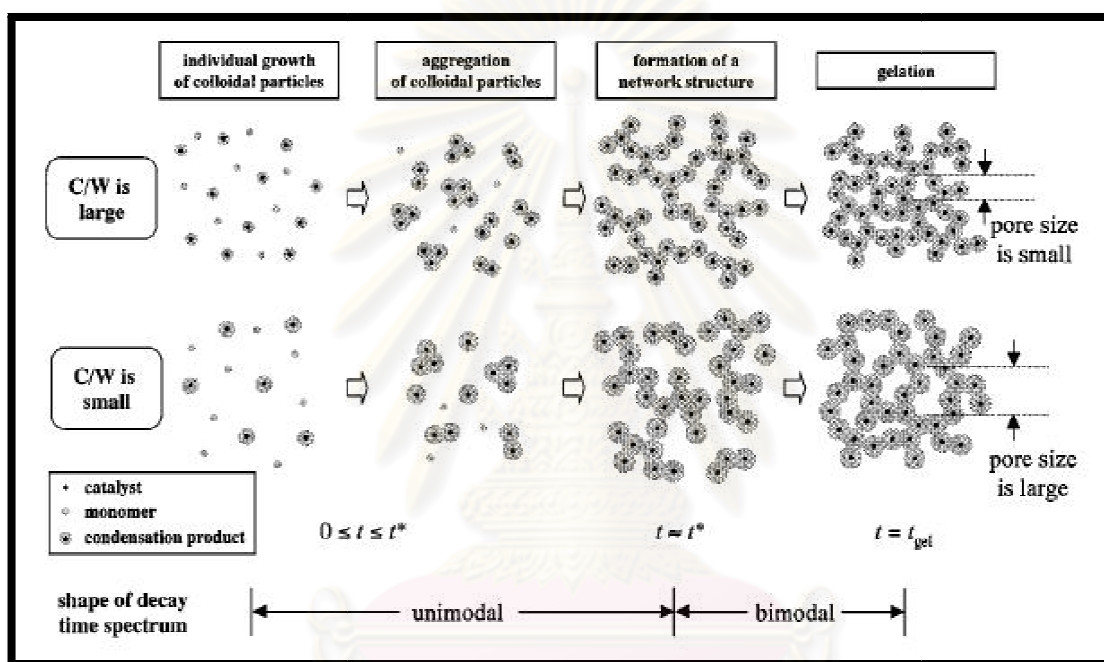 individual growth
of colloidal particles
aggregation
of colloidal particles
formation of a
network structure
gelation
C/W is
large
pore size
is small
C/W is
small
pore size
is large
catalyst
monomer
condensation product
0 ≤ t ≤ t*
t ≈ t*
t = tgel
shape of decay
time spectrum
unimodal
bimodal